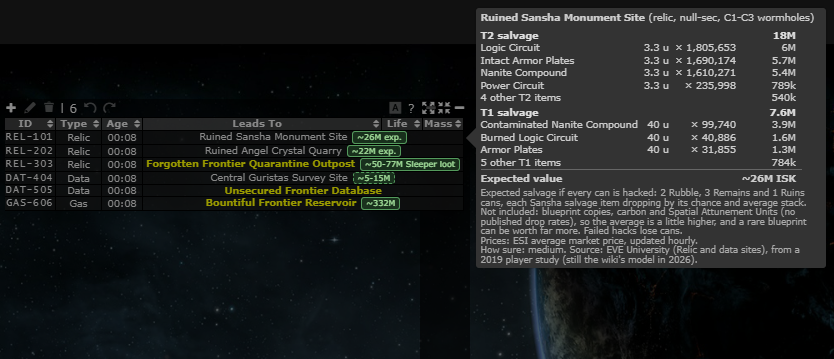 6
A ?
ID Type Age Leads To Life Mass
REL-101 Relic 00:08 Ruined Sansha Monument Site ~26M exp.
REL-202 Relic 00:08 Ruined Angel Crystal Quarry ~22M exp.
REL-303 Relic 00:08 Forgotten Frontier Quarantine Outpost ~50-77M Sleeper loot
DAT-404 Data 00:08 Central Guristas Survey Site ~5-15M
DAT-505 Data 00:08 Unsecured Frontier Database
GAS-606 Gas 00:08 Bountiful Frontier Reservoir ~332M
Ruined Sansha Monument Site (relic, null-sec, C1-C3 wormholes)
T2 salvage 18M
Logic Circuit 3.3 u × 1,805,653 6M
Intact Armor Plates 3.3 u × 1,690,174 5.7M
Nanite Compound 3.3 u × 1,610,271 5.4M
Power Circuit 3.3 u × 235,998 789k
4 other T2 items 540k
T1 salvage 7.6M
Contaminated Nanite Compound 40 u × 99,740 3.9M
Burned Logic Circuit 40 u × 40,886 1.6M
Armor Plates 40 u × 31,855 1.3M
5 other T1 items 784k
Expected value ~26M ISK
Expected salvage if every can is hacked: 2 Rubble, 3 Remains and 1 Ruins
cans, each Sansha salvage item dropping by its chance and average stack.
Not included: blueprint copies, carbon and Spatial Attunement Units (no
published drop rates), so the average is a little higher, and a rare blueprint
can be worth far more. Failed hacks lose cans.
Prices: ESI average market price, updated hourly.
How sure: medium. Source: EVE University (Relic and data sites), from a
2019 player study (still the wiki's model in 2026).